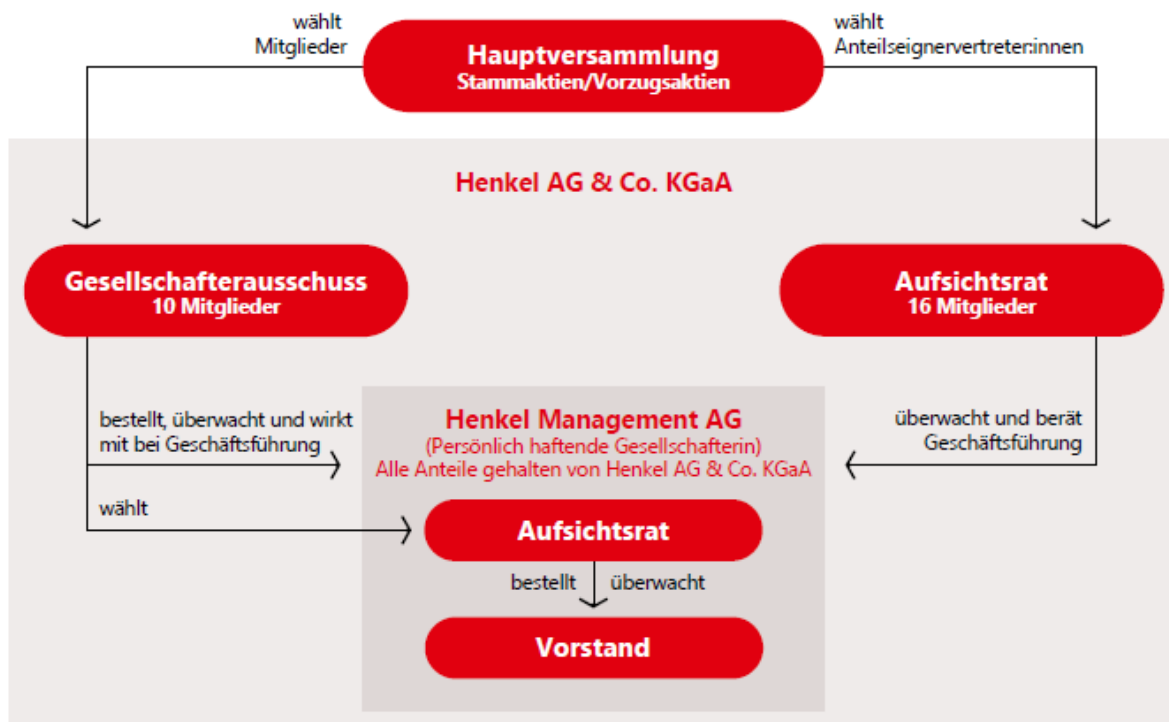 wählt
Mitglieder
Hauptversammlung
Stammaktien/Vorzugsaktien
wählt
Anteilseignervertreter:innen
Henkel AG & Co. KGaA
Gesellschafterausschuss
10 Mitglieder
Aufsichtsrat
16 Mitglieder
bestellt, überwacht und wirkt
mit bei Geschäftsführung
Henkel Management AG
(Persönlich haftende Gesellschafterin)
Alle Anteile gehalten von Henkel AG & Co. KGaA
überwacht und berät
Geschäftsführung
wählt
Aufsichtsrat
bestellt
überwacht
Vorstand